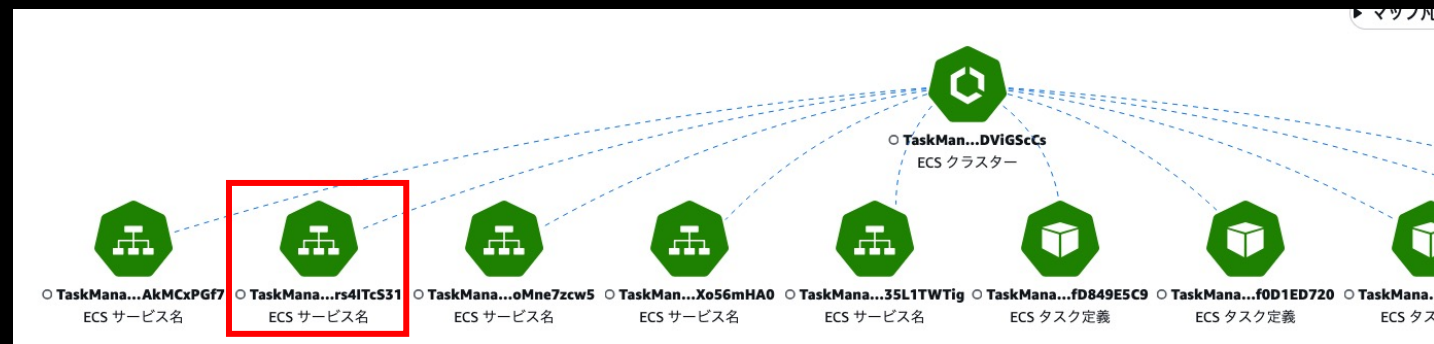 ▶ マップ凡
TaskMan...DViGScCs
ECS クラスター
TaskMana...AkMCxPGf7 TaskMana...rs4ITcS31 TaskMana...oMne7zcw5 TaskMan...Xo56mHA0 TaskMana...35L1TWTig TaskMana...fD849E5C9 TaskMana...f0D1ED720 TaskMana.
ECS サービス名 ECS サービス名 ECS サービス名 ECS サービス名 ECS サービス名 ECS タスク定義 ECS タスク定義 ECS タス